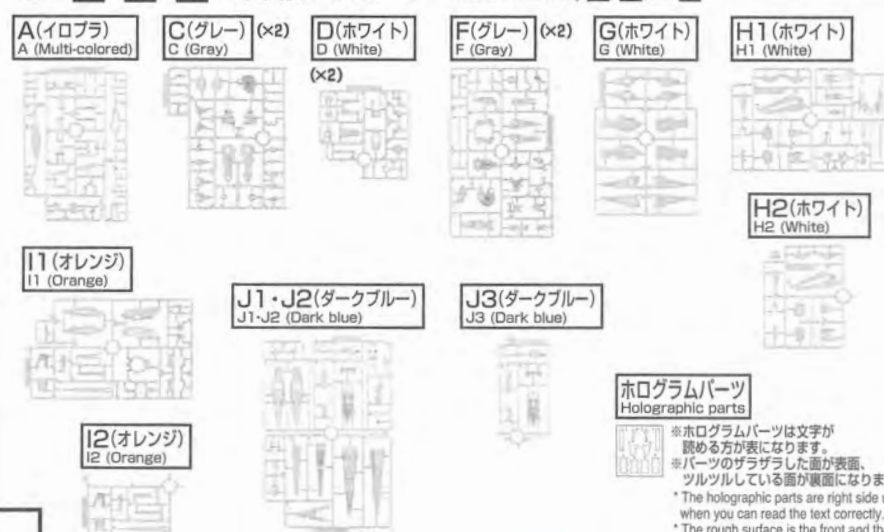 A(イロプラ)
A (Multi-colored)
C(グレー) (×2)
C (Gray)
D(ホワイト)
D (White)
(×2)
F(グレー) (×2)
F (Gray)
G(ホワイト)
G (White)
H1(ホワイト)
H1 (White)
H2(ホワイト)
H2 (White)
I1(オレンジ)
I1 (Orange)
J1・J2(ダークブルー)
J1·J2 (Dark blue)
J3(ダークブルー)
J3 (Dark blue)
I2(オレンジ)
I2 (Orange)
ホログラムパーツ
Holographic parts
※ホログラムパーツは文字が
読める方が表になります。
※パーツのザラザラした面が表面、
ツルツルしている面が裏面になりま
* The holographic parts are right side
when you can read the text correctly.
* The rough surface is the front and